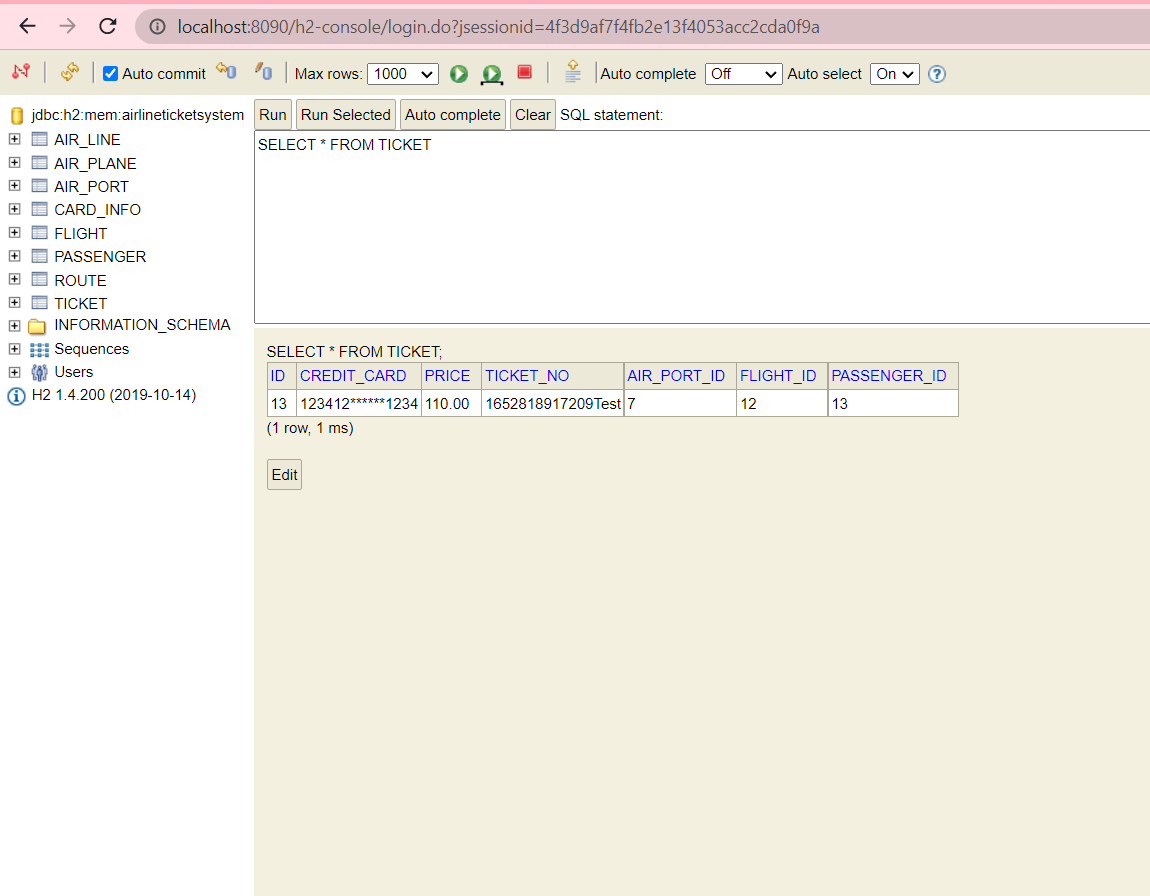 localhost:8090/h2-console/login.do?jsessionid=4f3d9af7f4fb2e13f4053acc2cda0f9a
Auto commit Max rows: 1000 Auto complete Off Auto select On ?
jdbc:h2:mem:airlineticketsystem
AIR_LINE
AIR_PLANE
AIR_PORT
CARD_INFO
FLIGHT
PASSENGER
ROUTE
TICKET
INFORMATION_SCHEMA
Sequences
Users
H2 1.4.200 (2019-10-14)
Run Run Selected Auto complete Clear SQL statement:
SELECT * FROM TICKET
SELECT * FROM TICKET;
ID CREDIT_CARD PRICE TICKET_NO AIR_PORT_ID FLIGHT_ID PASSENGER_ID
13 123412******1234 110.00 1652818917209Test 7 12 13
(1 row, 1 ms)
Edit